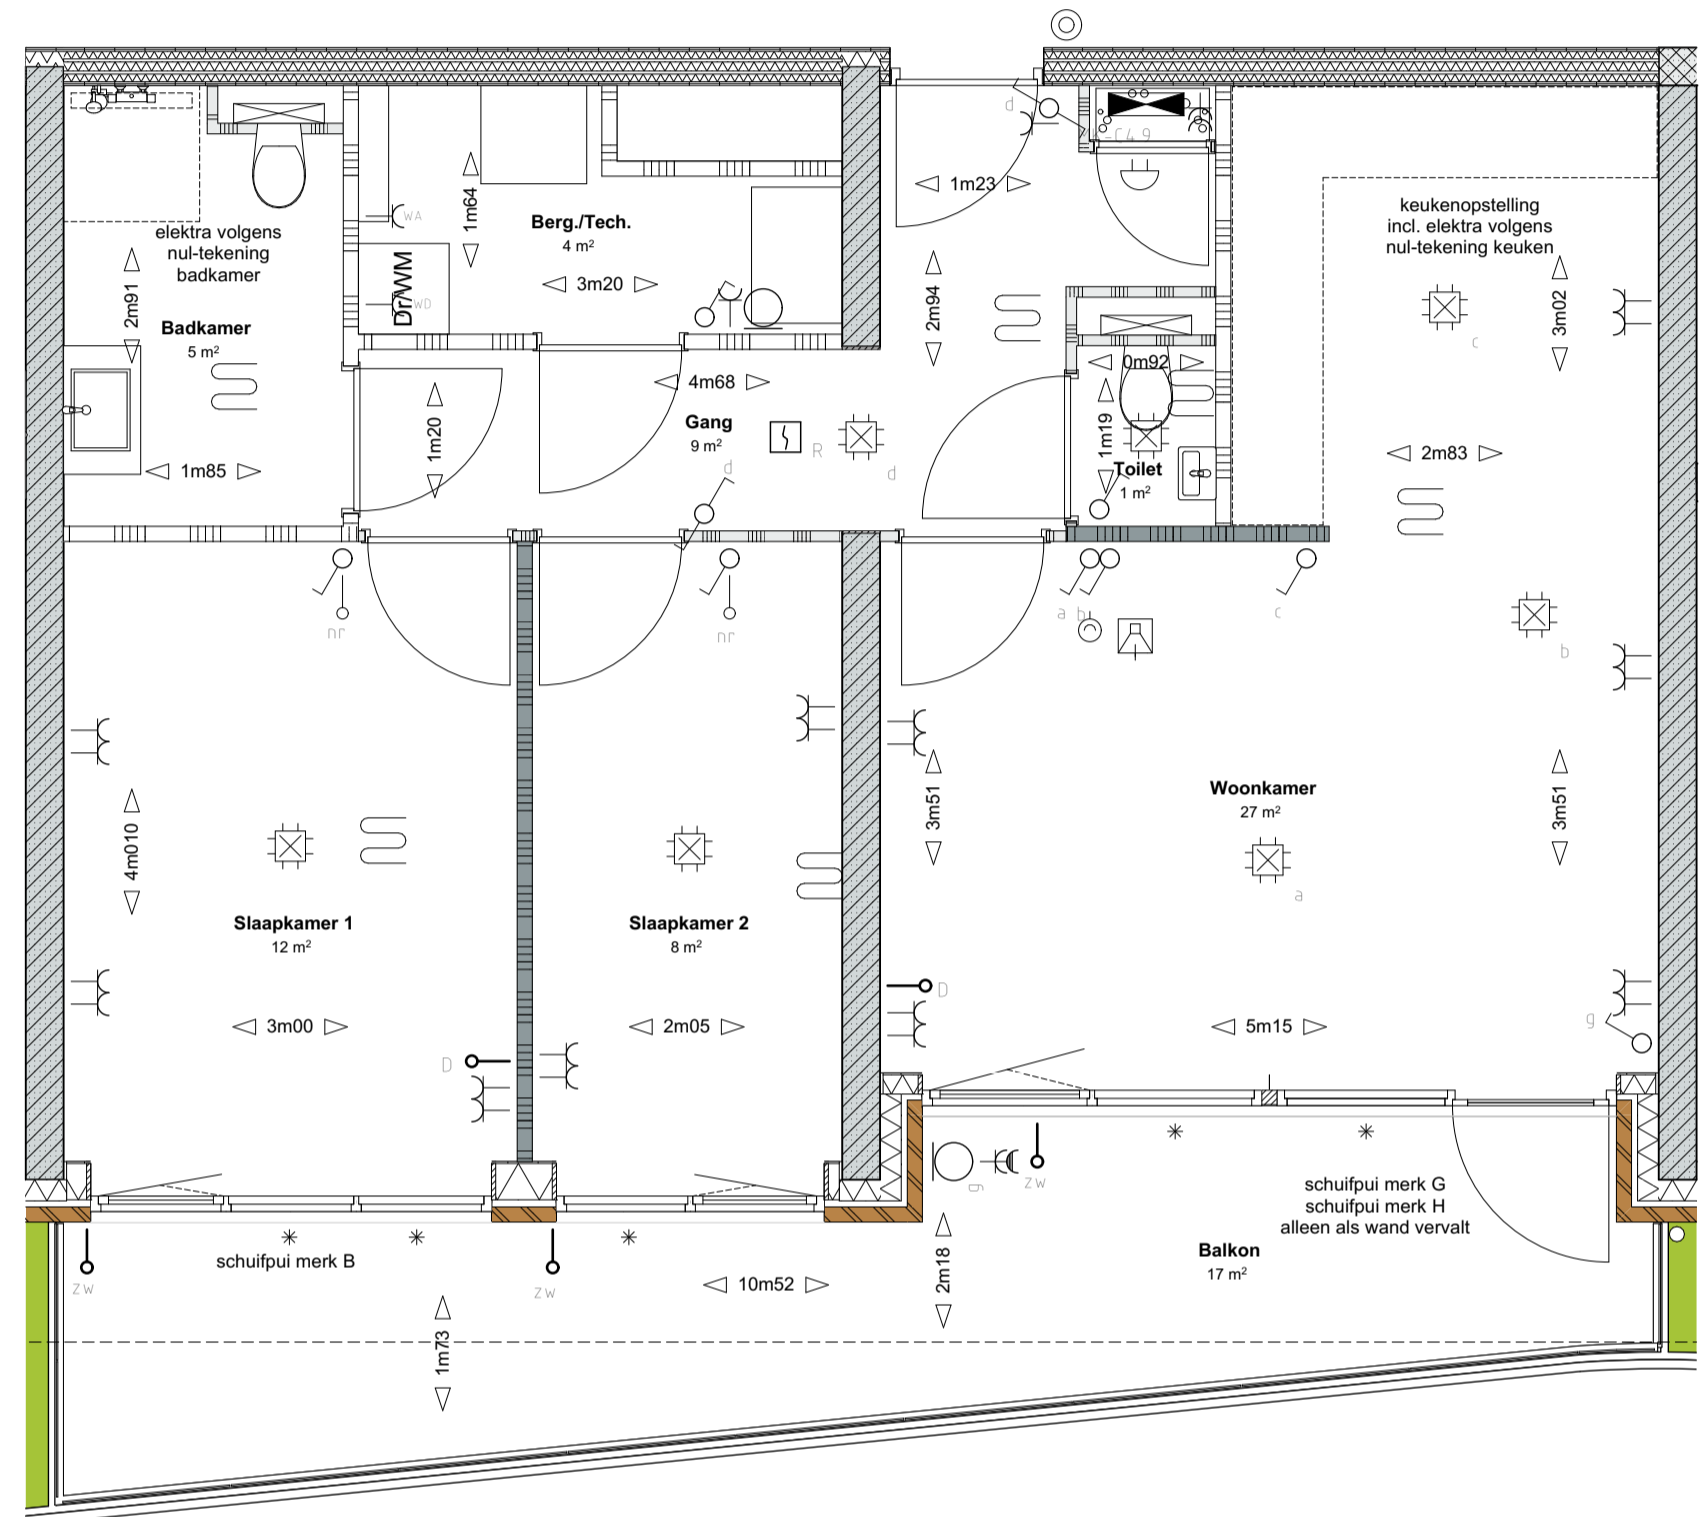 d
MK-C4.9
1m23
WA
1m64
Berg./Tech.
4 m²
keukenopstelling
incl. elektra volgens
nul-tekening keuken
elektra volgens
nul-tekening
badkamer
2m91
Dr/WM
WD
3m20
2m94
3m02
Badkamer
5 m²
c
0m92
4m68
1m20
Gang
9 m²
R
d
d
1m19
Toilet
1 m²
2m83
1m85
nr
nr
a
b
c
b
3m51
Woonkamer
27 m²
3m51
4m010
a
Slaapkamer 1
12 m²
Slaapkamer 2
8 m²
D
g
3m00
2m05
5m15
D
g
zw
schuifpui merk G
schuifpui merk H
alleen als wand vervalt
Balkon
17 m²
schuifpui merk B
zw
zw
10m52
2m18
1m73